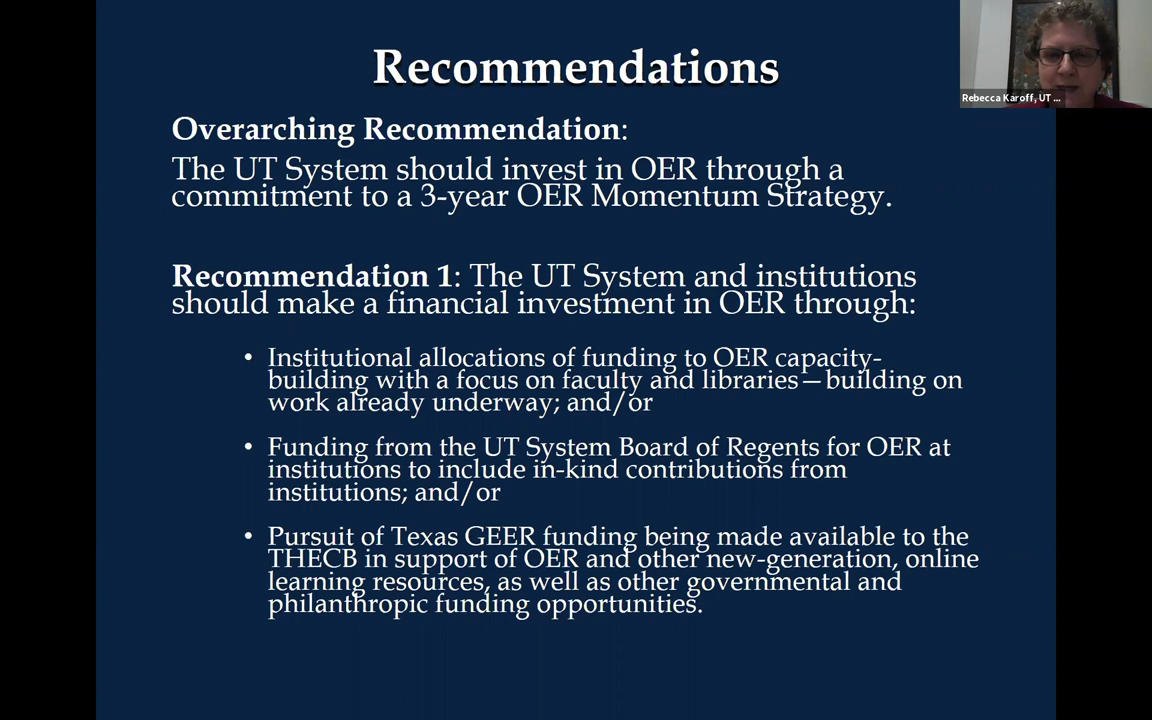 Recommendations
Rebecca Karoff, UT ...
Overarching Recommendation:
The UT System should invest in OER through a
commitment to a 3-year OER Momentum Strategy.
Recommendation 1: The UT System and institutions
should make a financial investment in OER through:
• Institutional allocations of funding to OER capacity-
building with a focus on faculty and libraries—building on
work already underway; and/or
• Funding from the UT System Board of Regents for OER at
institutions to include in-kind contributions from
institutions; and/or
• Pursuit of Texas GEER funding being made available to the
THECB in support of OER and other new-generation, online
learning resources, as well as other governmental and
philanthropic funding opportunities.